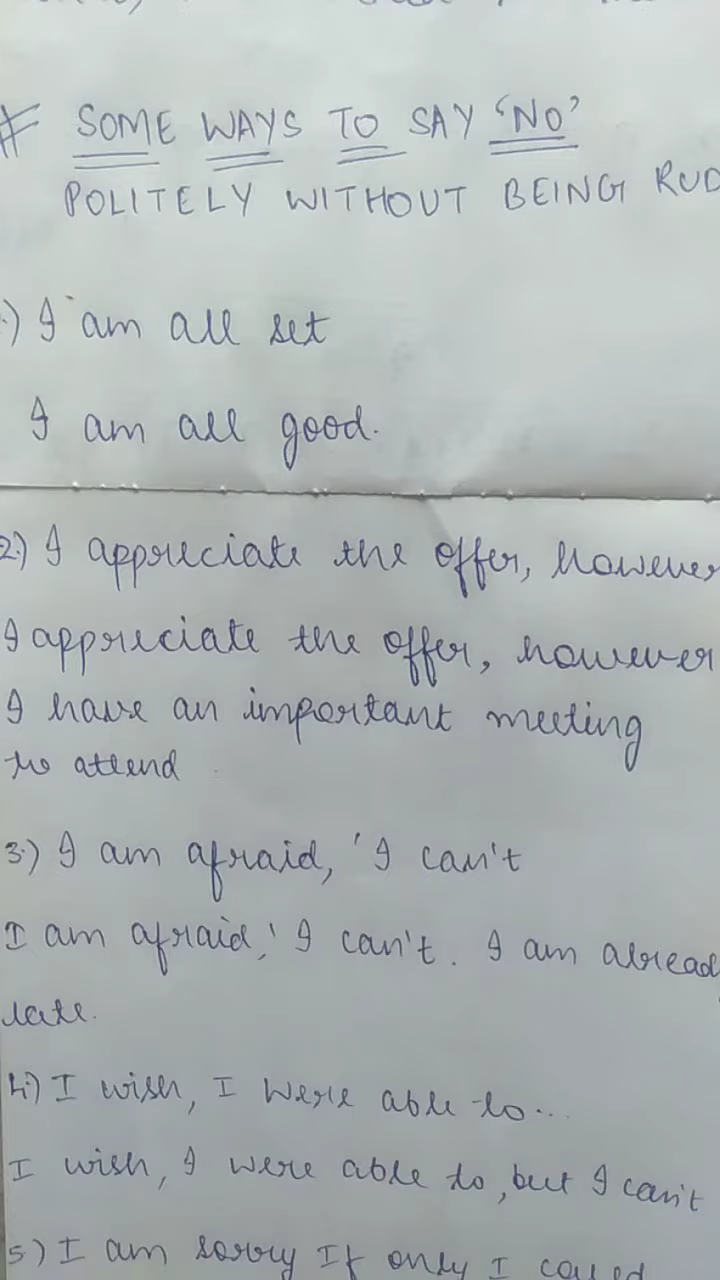 # SOME WAYS TO SAY 'NO'
POLITELY WITHOUT BEING
.) I am all set
I am all good.
2.) I appreciate the offer, however
I appreciate the offer, however
I have an important meeting
to attend
3.) I am afraid, 'I can't
I am afraid,' I can't. I am
late.
4.) I wish, I were able to...
I wish, I were able to, but I can't
5.) I am sorry If only I could